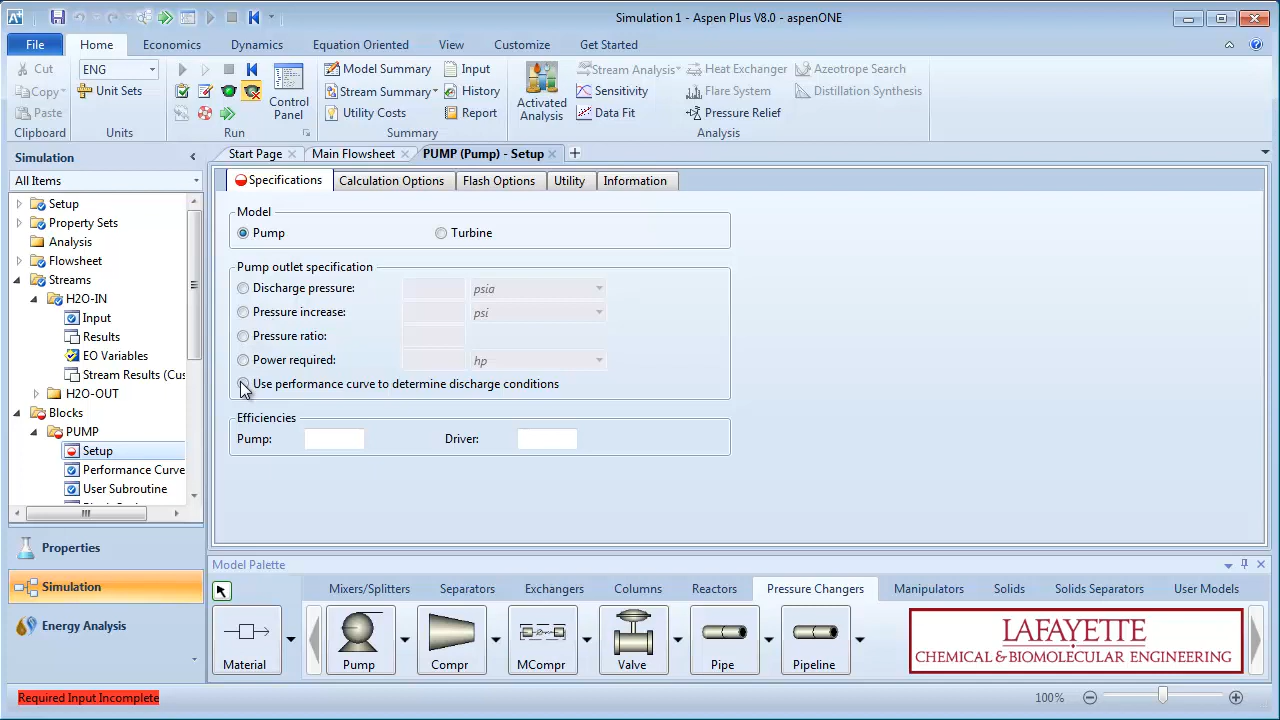 Simulation 1 - Aspen Plus V8.0 - aspenONE
File Home Economics Dynamics Equation Oriented View Customize Get Started
Cut ENG Model Summary Input Stream Analysis Heat Exchanger Azeotrope Search
Copy Unit Sets Stream Summary History Sensitivity Flare System Distillation Synthesis
Paste Control Panel Utility Costs Report Activated Analysis Data Fit Pressure Relief
Clipboard Units Run Summary Analysis
Simulation Start Page Main Flowsheet PUMP (Pump) - Setup
All Items Specifications Calculation Options Flash Options Utility Information
Setup
Property Sets
Analysis
Flowsheet
Streams
H2O-IN
Input
Results
EO Variables
Stream Results (Cus
H2O-OUT
Blocks
PUMP
Setup
Performance Curve
User Subroutine
Model
Pump Turbine
Pump outlet specification
Discharge pressure: psia
Pressure increase: psi
Pressure ratio:
Power required: hp
Use performance curve to determine discharge conditions
Efficiencies
Pump: Driver:
Properties
Simulation
Energy Analysis
Model Palette
Mixers/Splitters Separators Exchangers Columns Reactors Pressure Changers Manipulators Solids Solids Separators User Models
Material Pump Compr MCompr Valve Pipe Pipeline
LAFAYETTE
CHEMICAL & BIOMOLECULAR ENGINEERING
Required Input Incomplete 100%